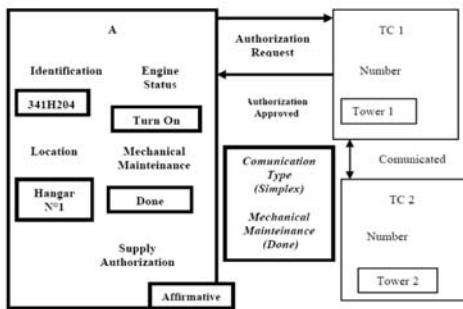 A
Identification
341H204
Location
Hangar
N°1
Engine
Status
Turn On
Mechanical
Mainteinance
Done
Supply
Authorization
Affirmative
Authorization
Request
Authorization
Approved
Comunication
Type
(Simplex)
Mechanical
Mainteinance
(Done)
TC 1
Number
Tower 1
Comunicated
TC 2
Number
Tower 2